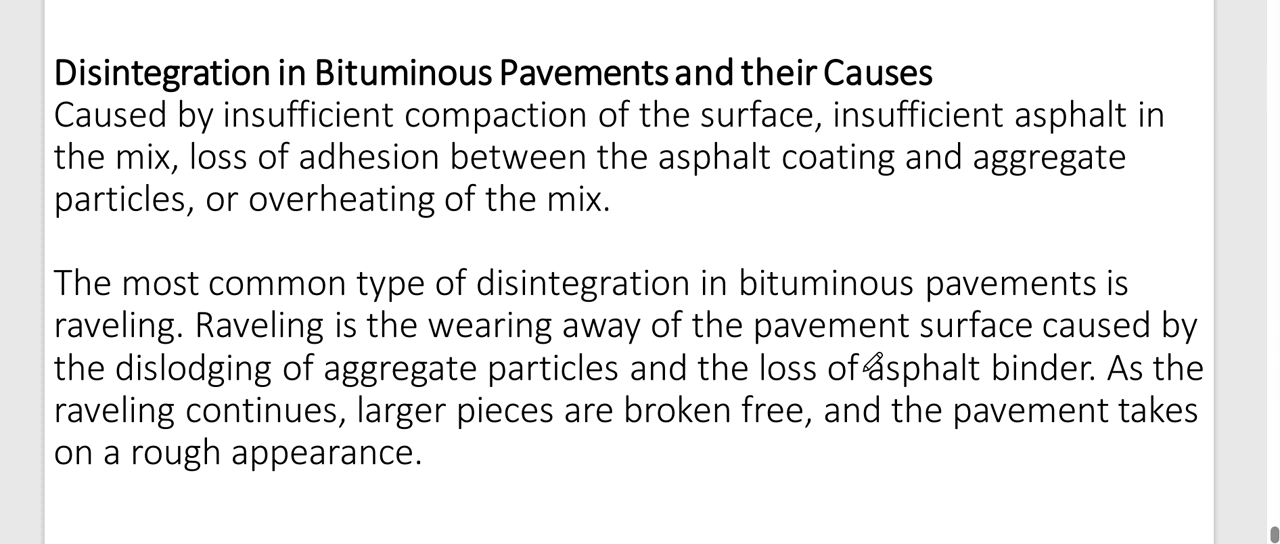 Disintegration in Bituminous Pavements and their Causes
Caused by insufficient compaction of the surface, insufficient asphalt in
the mix, loss of adhesion between the asphalt coating and aggregate
particles, or overheating of the mix.
The most common type of disintegration in bituminous pavements is
raveling. Raveling is the wearing away of the pavement surface caused by
the dislodging of aggregate particles and the loss of asphalt binder. As the
raveling continues, larger pieces are broken free, and the pavement takes
on a rough appearance.